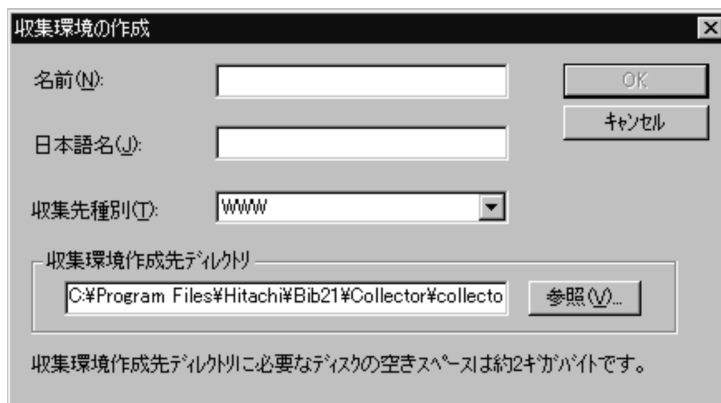 収集環境の作成
名前(N):
OK
キャンセル
日本語名(J):
収集先種別(T):
WWW
収集環境作成先ディレクトリ
C:¥Program Files¥Hitachi¥Bib21¥Collector¥collecto
参照(V)...
収集環境作成先ディレクトリに必要なディスクの空きスペースは約2ギガバイトです。